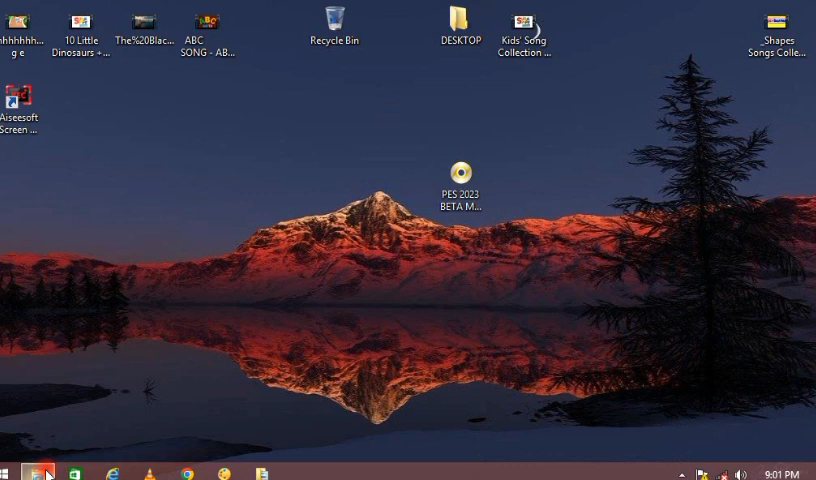 hhhhhhh...
g e
10 Little
Dinosaurs +...
The%20Blac...
ABC
SONG - AB...
Recycle Bin
DESKTOP
Kids' Song
Collection ...
_Shapes
Songs Colle...
Aiseesoft
Screen ...
PES 2023
BETA M...
9:01 PM